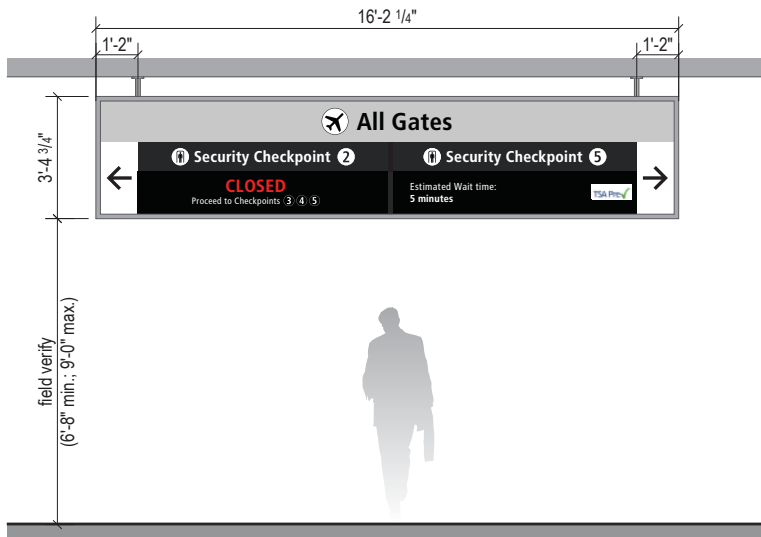 16'-2 1/4"
1'-2"
1'-2"
3'-4 3/4"
All Gates
Security Checkpoint 2
Security Checkpoint 5
CLOSED
Proceed to Checkpoints 3 4 5
Estimated Wait time:
5 minutes
TSA Pre✓
field verify
(6'-8" min.; 9'-0" max.)